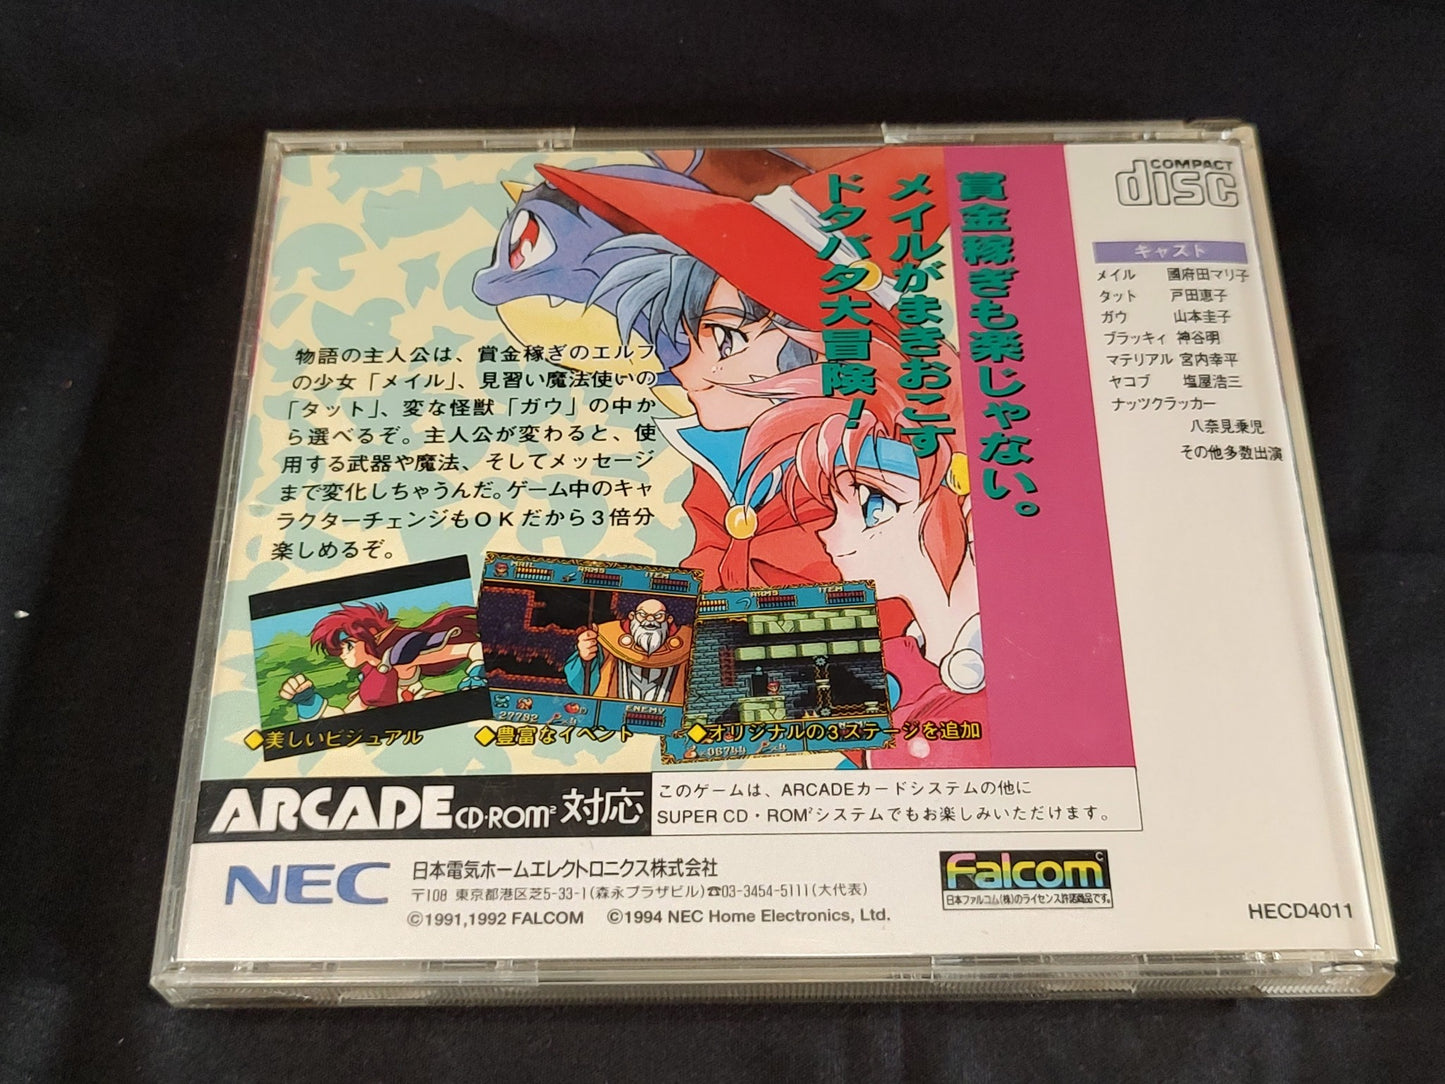 賞金稼ぎも楽じゃない。
メイルがまきおこす
ドタバタ大冒険!
物語の主人公は、賞金稼ぎのエルフ
の少女「メイル」、見習い魔法使いの
「タット」、変な怪獣「ガウ」の中か
ら選べるぞ。主人公が変わると、使
用する武器や魔法、そしてメッセージ
まで変化しちゃうんだ。ゲーム中のキャ
ラクターチェンジもOKだから3倍分
楽しめるぞ。
COMPACT
disc
キャスト
メイル 國府田マリ子
タット 戸田恵子
ガウ 山本圭子
ブラッキィ 神谷明
マテリアル 宮内幸平
ヤコブ 塩屋浩三
ナッツクラッカー
八奈見乗児
その他多数出演
MAIL ARMS ITEM
27792 ×4 ENEMY
ARMS ITEM
×06744 ×4
◆美しいビジュアル
◆豊富なイベント
◆オリジナルの3ステージを追加
ARCADE CD-ROM² 対応
このゲームは、ARCADEカードシステムの他に
SUPER CD・ROM²システムでもお楽しみいただけます。
NEC
日本電気ホームエレクトロニクス株式会社
〒108 東京都港区芝5-33-1(森永プラザビル)☎03-3454-5111(大代表)
©1991,1992 FALCOM ©1994 NEC Home Electronics, Ltd.
Falcom C
日本ファルコム(株)のライセンス許諾商品です。
HECD4011